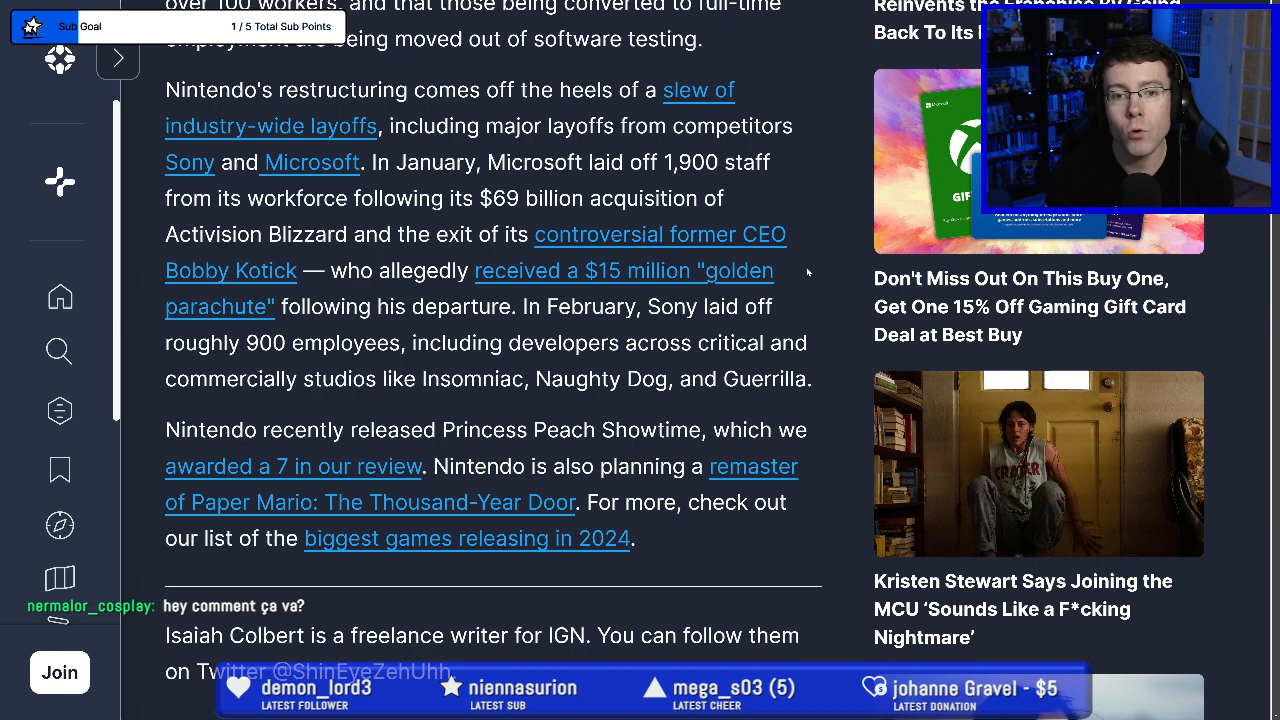 over 100 workers, and that those being converted to full-time
Sub Goal
1 / 5 Total Sub Points
employment are being moved out of software testing.
Nintendo's restructuring comes off the heels of a slew of
industry-wide layoffs, including major layoffs from competitors
Sony and Microsoft. In January, Microsoft laid off 1,900 staff
from its workforce following its $69 billion acquisition of
Activision Blizzard and the exit of its controversial former CEO
Bobby Kotick — who allegedly received a $15 million "golden
parachute" following his departure. In February, Sony laid off
roughly 900 employees, including developers across critical and
commercially studios like Insomniac, Naughty Dog, and Guerrilla.
Nintendo recently released Princess Peach Showtime, which we
awarded a 7 in our review. Nintendo is also planning a remaster
of Paper Mario: The Thousand-Year Door. For more, check out
our list of the biggest games releasing in 2024.
nermalor_cosplay: hey comment ça va?
Isaiah Colbert is a freelance writer for IGN. You can follow them
on Twitter @ShinEyeZehUhh.
Join
Reinvents the Franchise By Going
Back To Its
Microsoft
GIF
Don't Miss Out On This Buy One,
Get One 15% Off Gaming Gift Card
Deal at Best Buy
CRATER
Kristen Stewart Says Joining the
MCU ‘Sounds Like a F*cking
Nightmare’
demon_lord3
LATEST FOLLOWER
niennasurion
LATEST SUB
mega_s03 (5)
LATEST CHEER
johanne Gravel - $5
LATEST DONATION